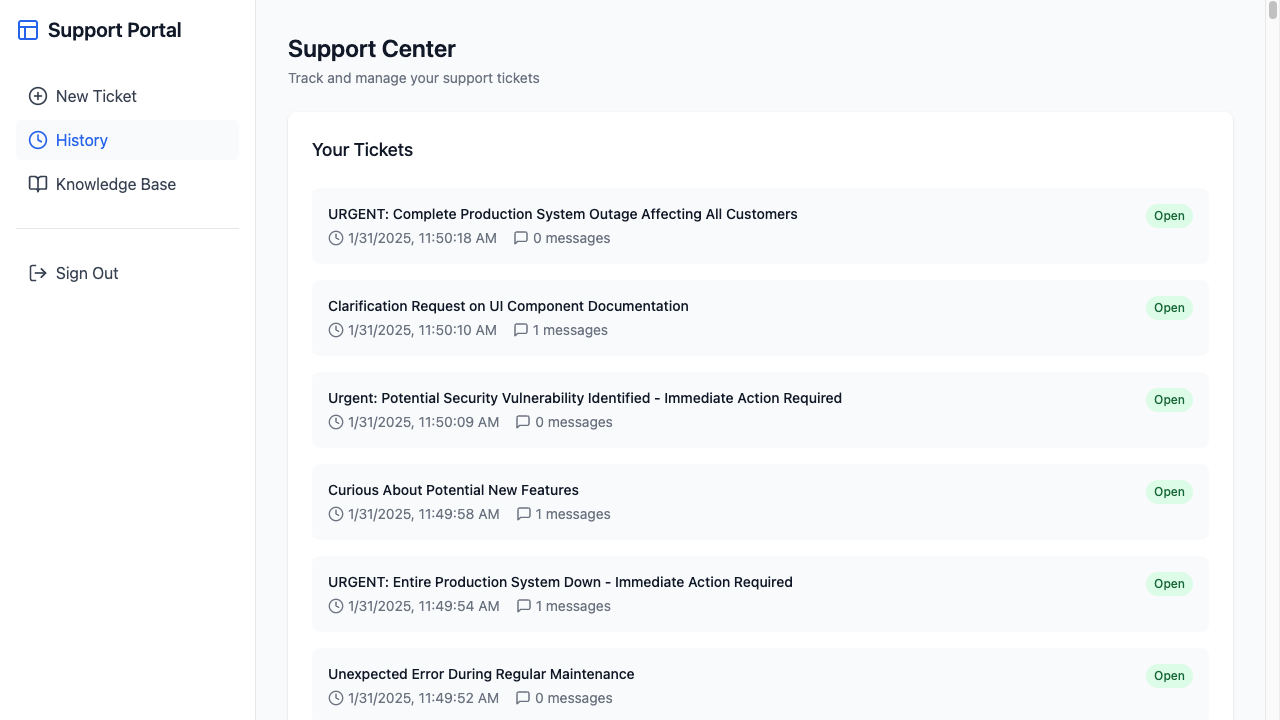 Support Portal
New Ticket
History
Knowledge Base
Sign Out
Support Center
Track and manage your support tickets
Your Tickets
URGENT: Complete Production System Outage Affecting All Customers
Open
1/31/2025, 11:50:18 AM 0 messages
Clarification Request on UI Component Documentation
Open
1/31/2025, 11:50:10 AM 1 messages
Urgent: Potential Security Vulnerability Identified - Immediate Action Required
Open
1/31/2025, 11:50:09 AM 0 messages
Curious About Potential New Features
Open
1/31/2025, 11:49:58 AM 1 messages
URGENT: Entire Production System Down - Immediate Action Required
Open
1/31/2025, 11:49:54 AM 1 messages
Unexpected Error During Regular Maintenance
Open
1/31/2025, 11:49:52 AM 0 messages